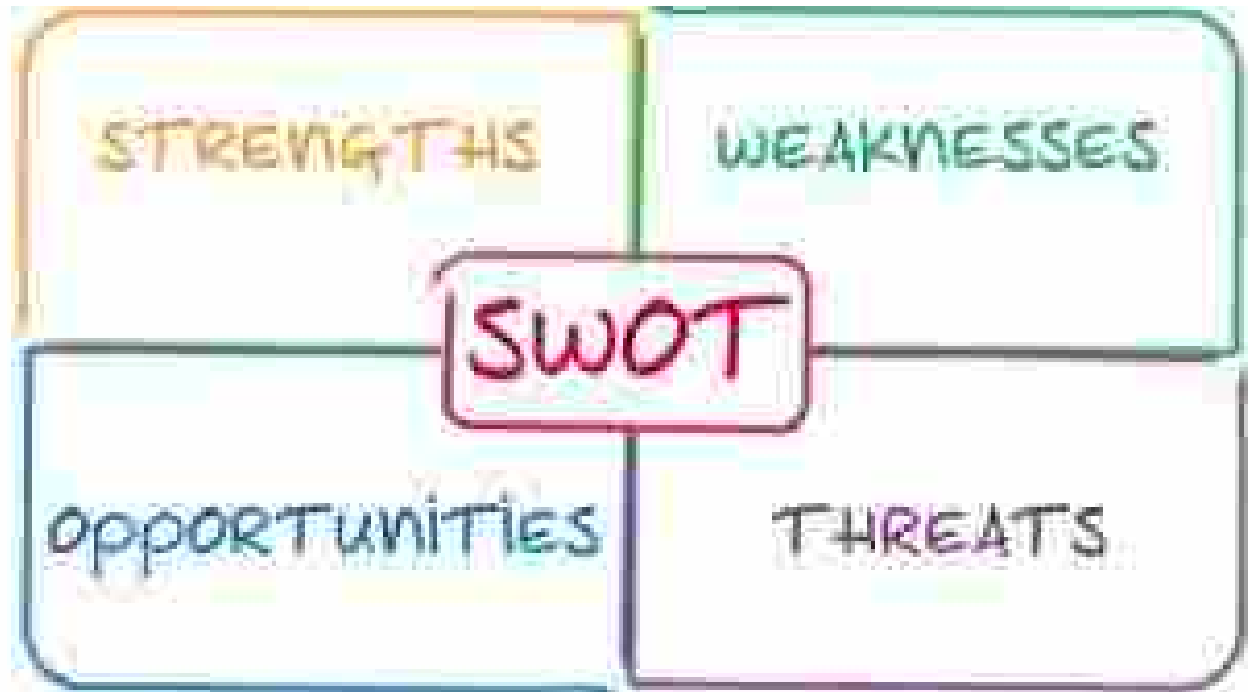 STRENGTHS
WEAKNESSES
SWOT
OPPORTUNITIES
THREATS